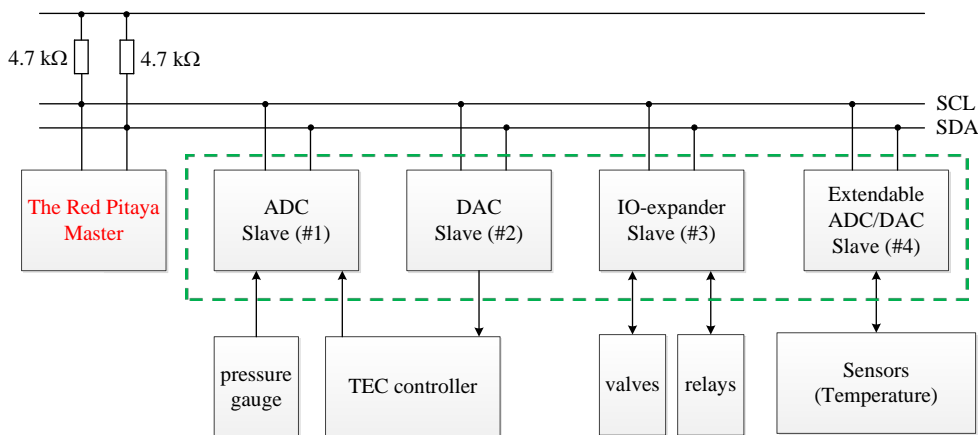 4.7 kΩ
4.7 kΩ
SCL
SDA
The Red Pitaya
Master
ADC
Slave (#1)
DAC
Slave (#2)
IO-expander
Slave (#3)
Extendable
ADC/DAC
Slave (#4)
pressure
gauge
TEC controller
valves
relays
Sensors
(Temperature)